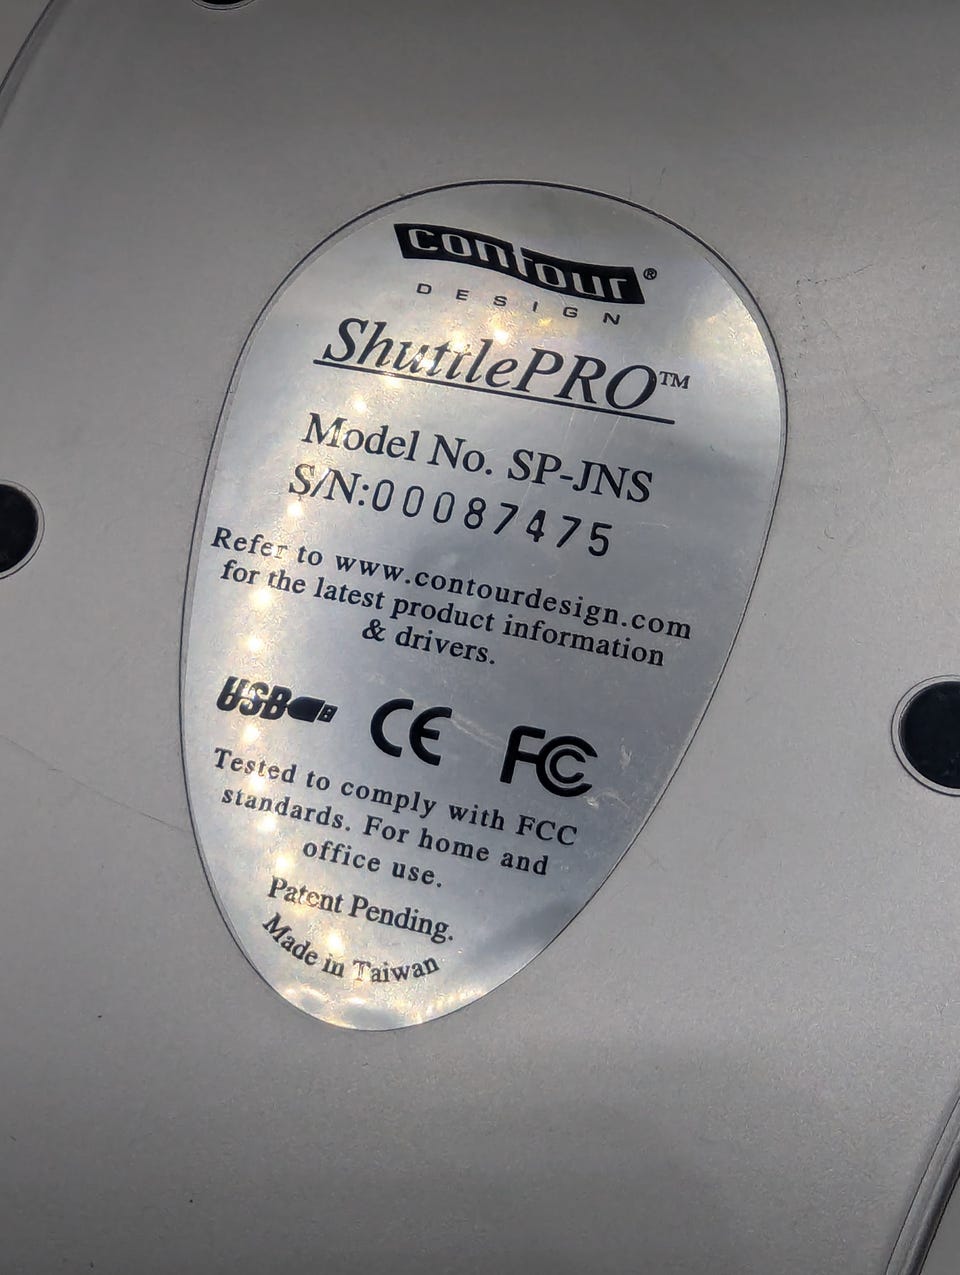 contour®
DESIGN
ShuttlePRO™
Model No. SP-JNS
S/N:00087475
Refer to www.contourdesign.com
for the latest product information
& drivers.
USB CE FC
Tested to comply with FCC
standards. For home and
office use.
Patent Pending.
Made in Taiwan